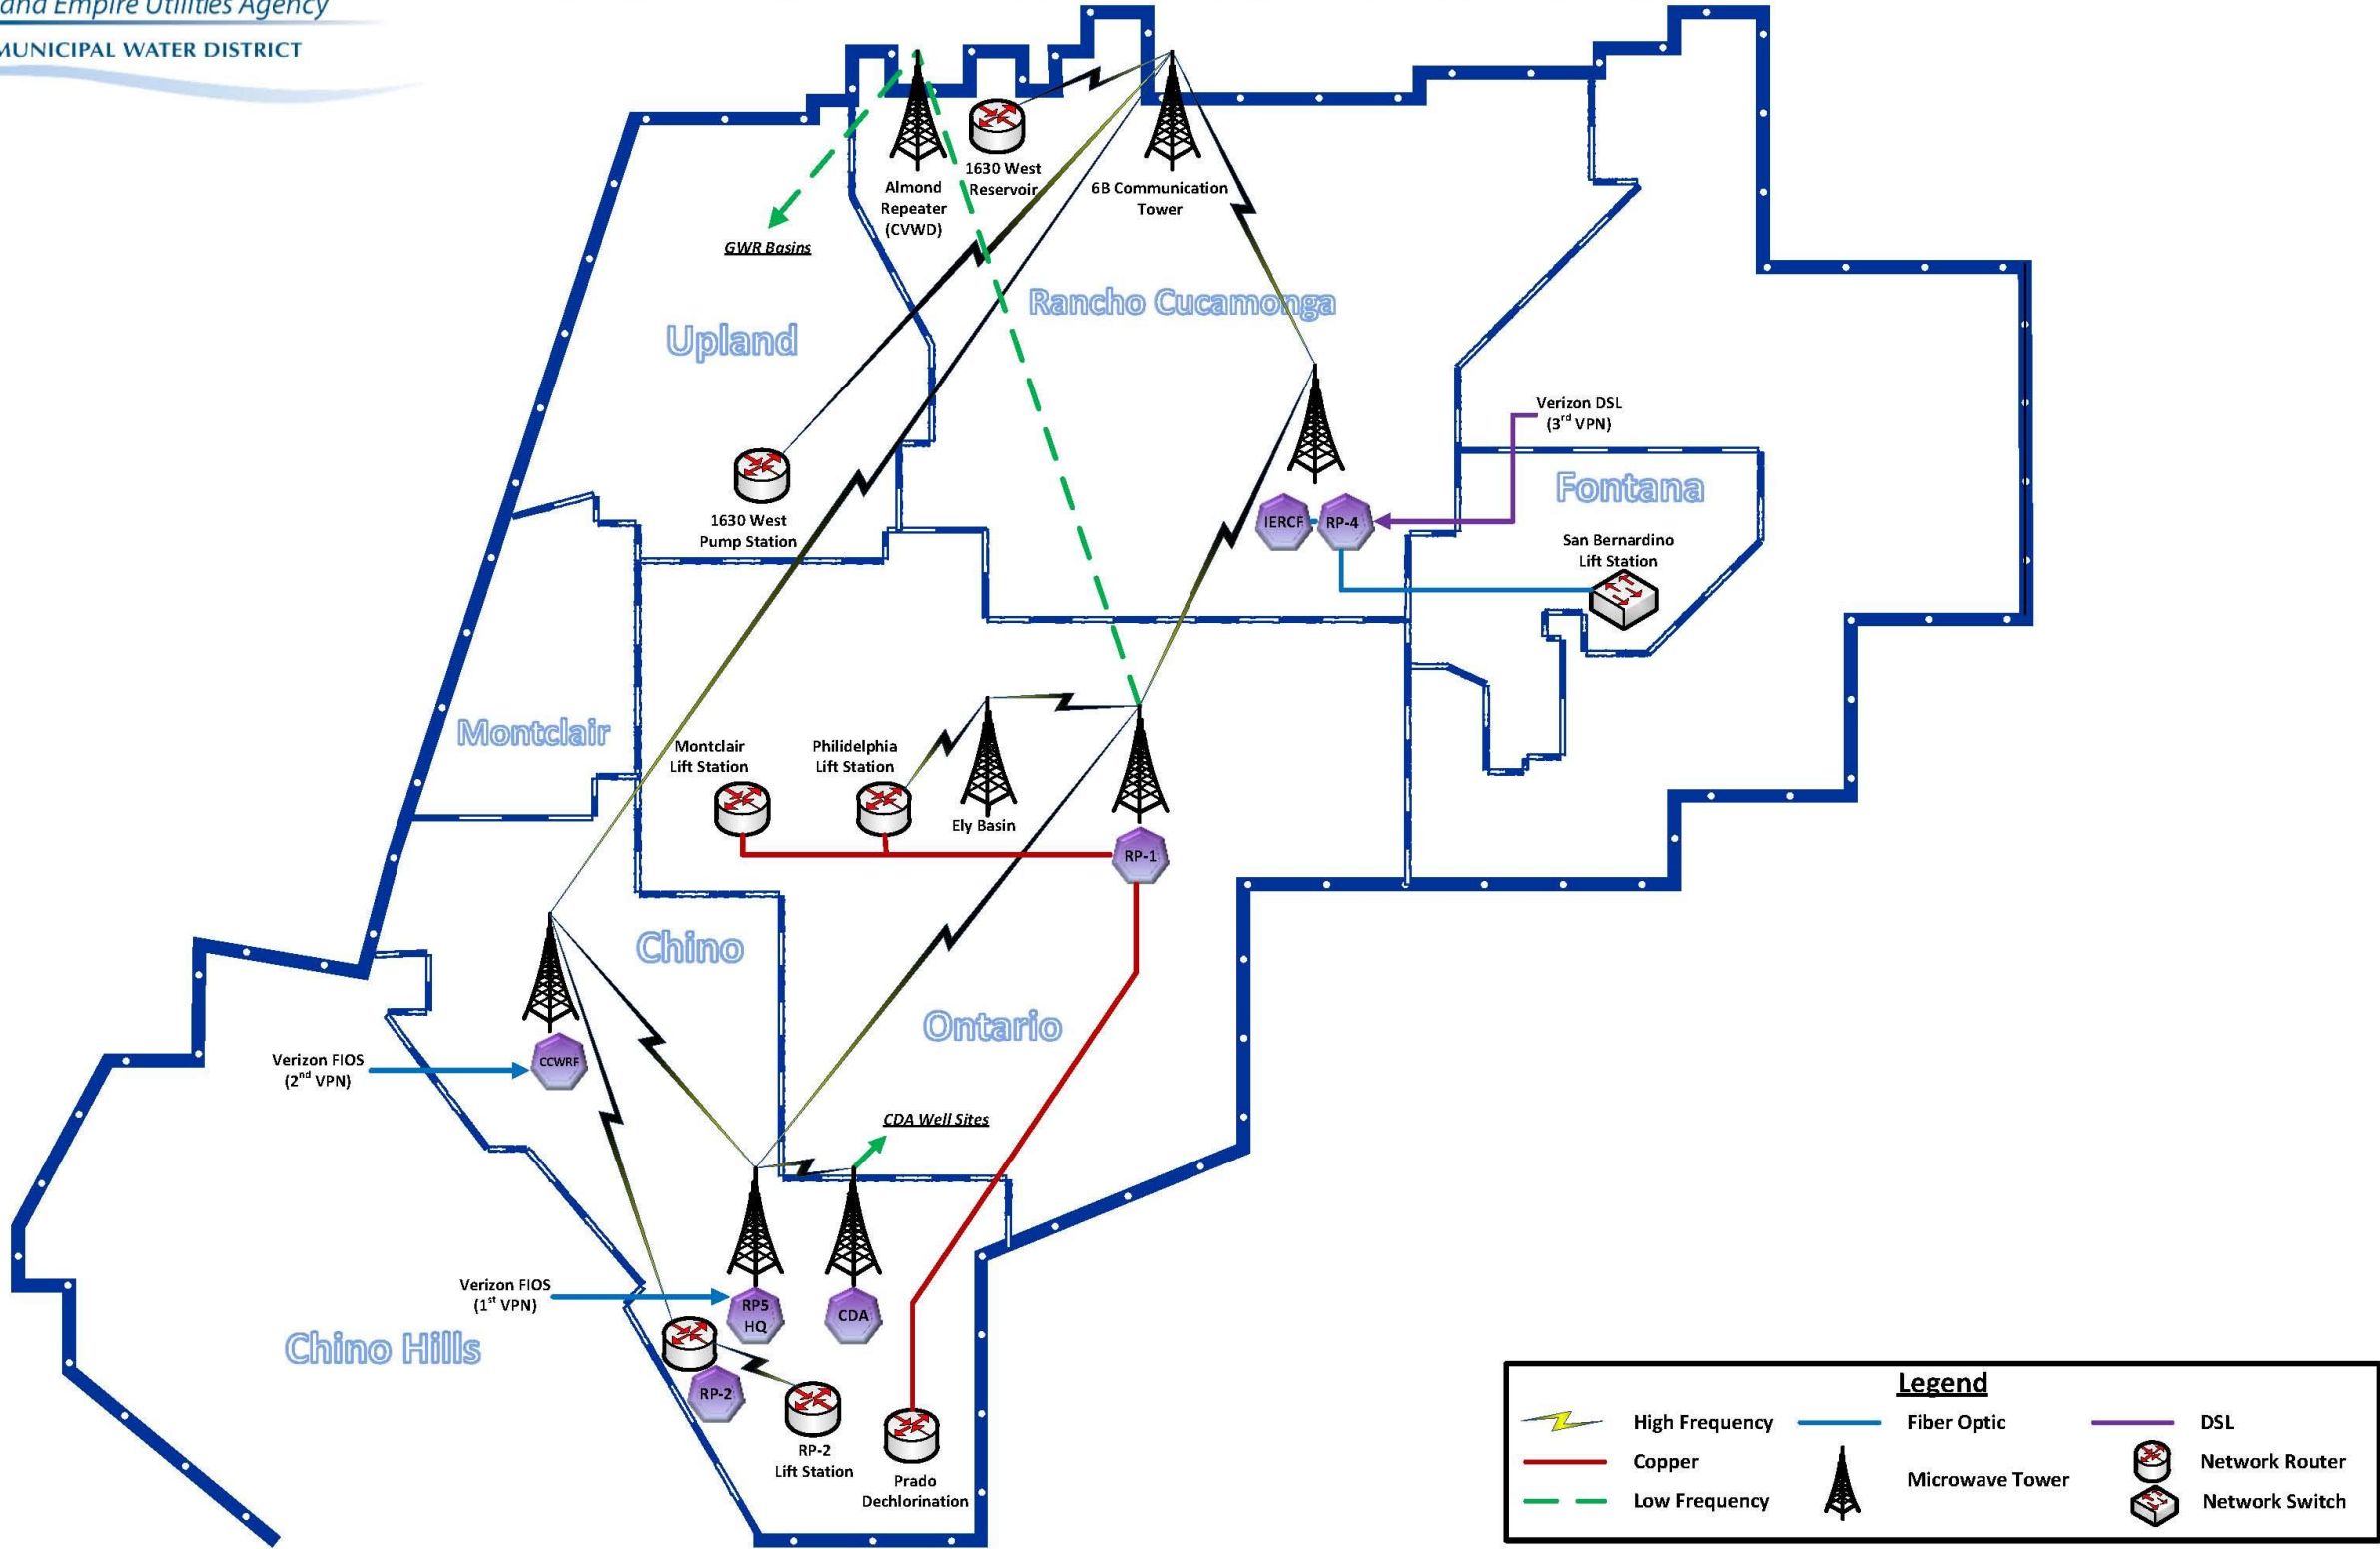 and Empire Utilities Agency
MUNICIPAL WATER DISTRICT
Almond
Repeater
(CVWD)
1630 West
Reservoir
6B Communication
Tower
GWR Basins
Rancho Cucamonga
Upland
Verizon DSL
(3rd VPN)
Fontana
1630 West
Pump Station
IERCF
RP-4
San Bernardino
Lift Station
Montclair
Montclair
Lift Station
Philidelphia
Lift Station
Ely Basin
RP-1
Chino
Ontario
Verizon FIOS
(2nd VPN)
CCWRF
CDA Well Sites
Verizon FIOS
(1st VPN)
RP5
HQ
CDA
Chino Hills
RP-2
RP-2
Lift Station
Prado
Dechlorination
Legend
High Frequency
Fiber Optic
DSL
Copper
Microwave Tower
Network Router
Low Frequency
Network Switch